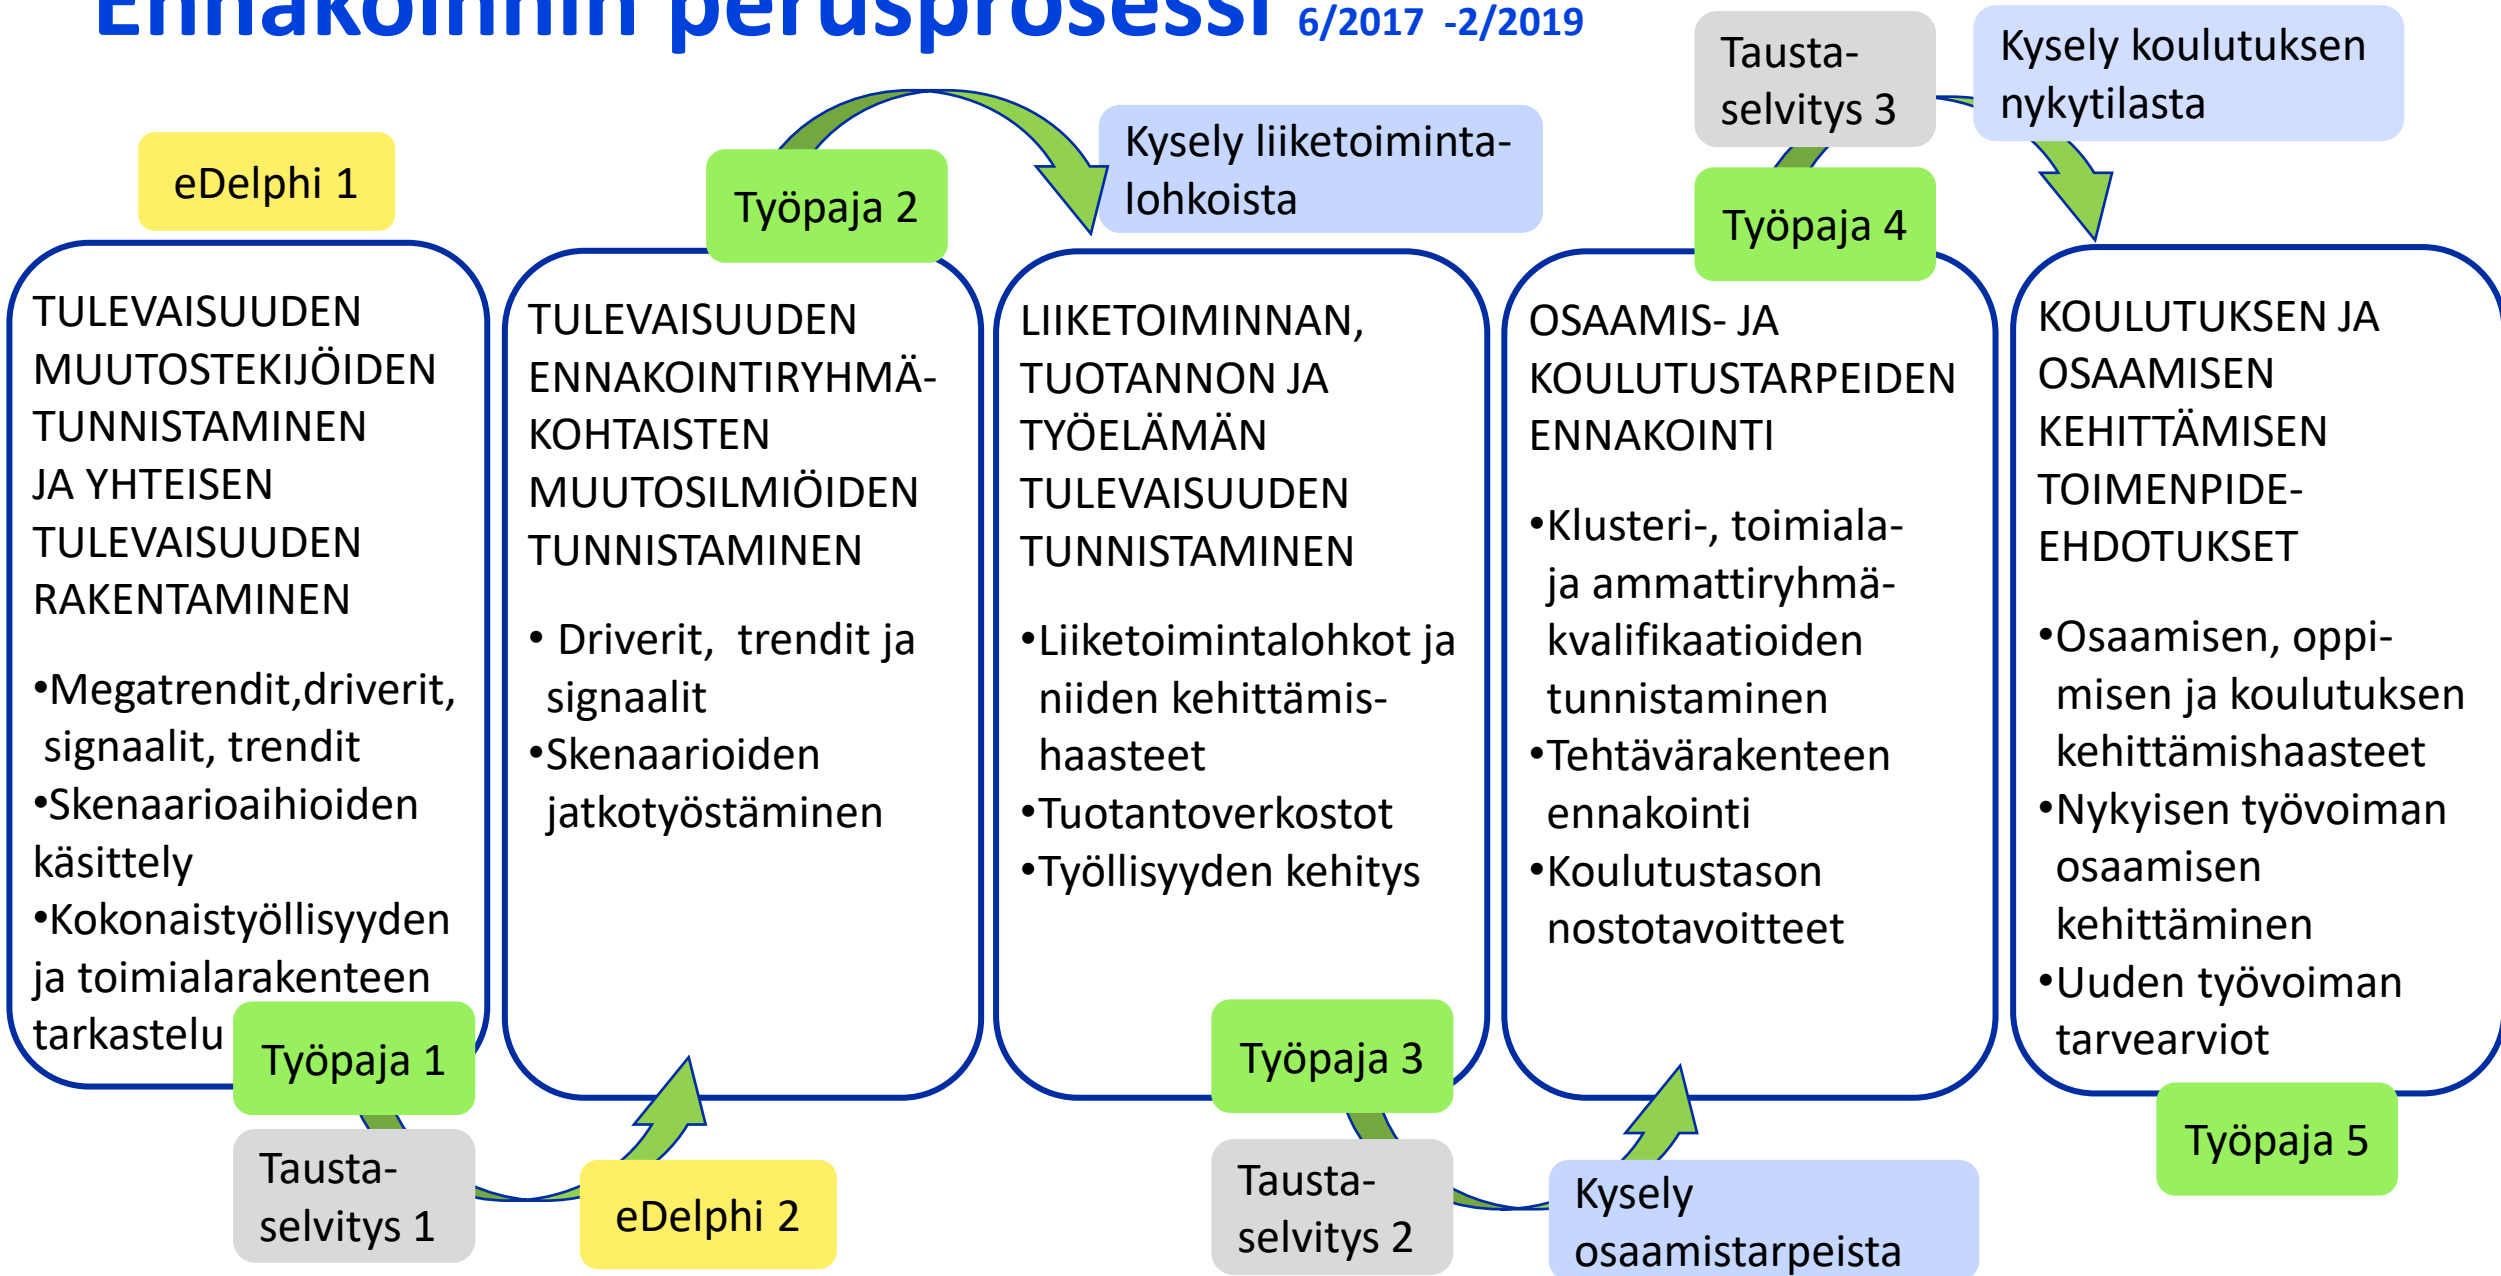 Ennakoinnin perusprosessi 6/2017 -2/2019
eDelphi 1
TULEVAISUUDEN
MUUTOSTEKIJÖIDEN
TUNNISTAMINEN
JA YHTEISEN
TULEVAISUUDEN
RAKENTAMINEN
•Megatrendit,driverit,
signaalit, trendit
•Skenaarioaihioiden
käsittely
•Kokonaistyöllisyyden
ja toimialarakenteen
tarkastelu
Työpaja 1
Tausta-
selvitys 1
eDelphi 2
Työpaja 2
TULEVAISUUDEN
ENNAKOINTIRYHMÄ-
KOHTAISTEN
MUUTOSILMIÖIDEN
TUNNISTAMINEN
• Driverit, trendit ja
signaalit
•Skenaarioiden
jatkotyöstäminen
Kysely liiketoiminta-
lohkoista
LIIKETOIMINNAN,
TUOTANNON JA
TYÖELÄMÄN
TULEVAISUUDEN
TUNNISTAMINEN
•Liiketoimintalohkot ja
niiden kehittämis-
haasteet
•Tuotantoverkostot
•Työllisyyden kehitys
Työpaja 3
Tausta-
selvitys 2
Kysely
osaamistarpeista
Tausta-
selvitys 3
Työpaja 4
OSAAMIS- JA
KOULUTUSTARPEIDEN
ENNAKOINTI
•Klusteri-, toimiala-
ja ammattiryhmä-
kvalifikaatioiden
tunnistaminen
•Tehtävärakenteen
ennakointi
•Koulutustason
nostotavoitteet
Kysely koulutuksen
nykytilasta
KOULUTUKSEN JA
OSAAMISEN
KEHITTÄMISEN
TOIMENPIDE-
EHDOTUKSET
•Osaamisen, oppi-
misen ja koulutuksen
kehittämishaasteet
•Nykyisen työvoiman
osaamisen
kehittäminen
•Uuden työvoiman
tarvearviot
Työpaja 5